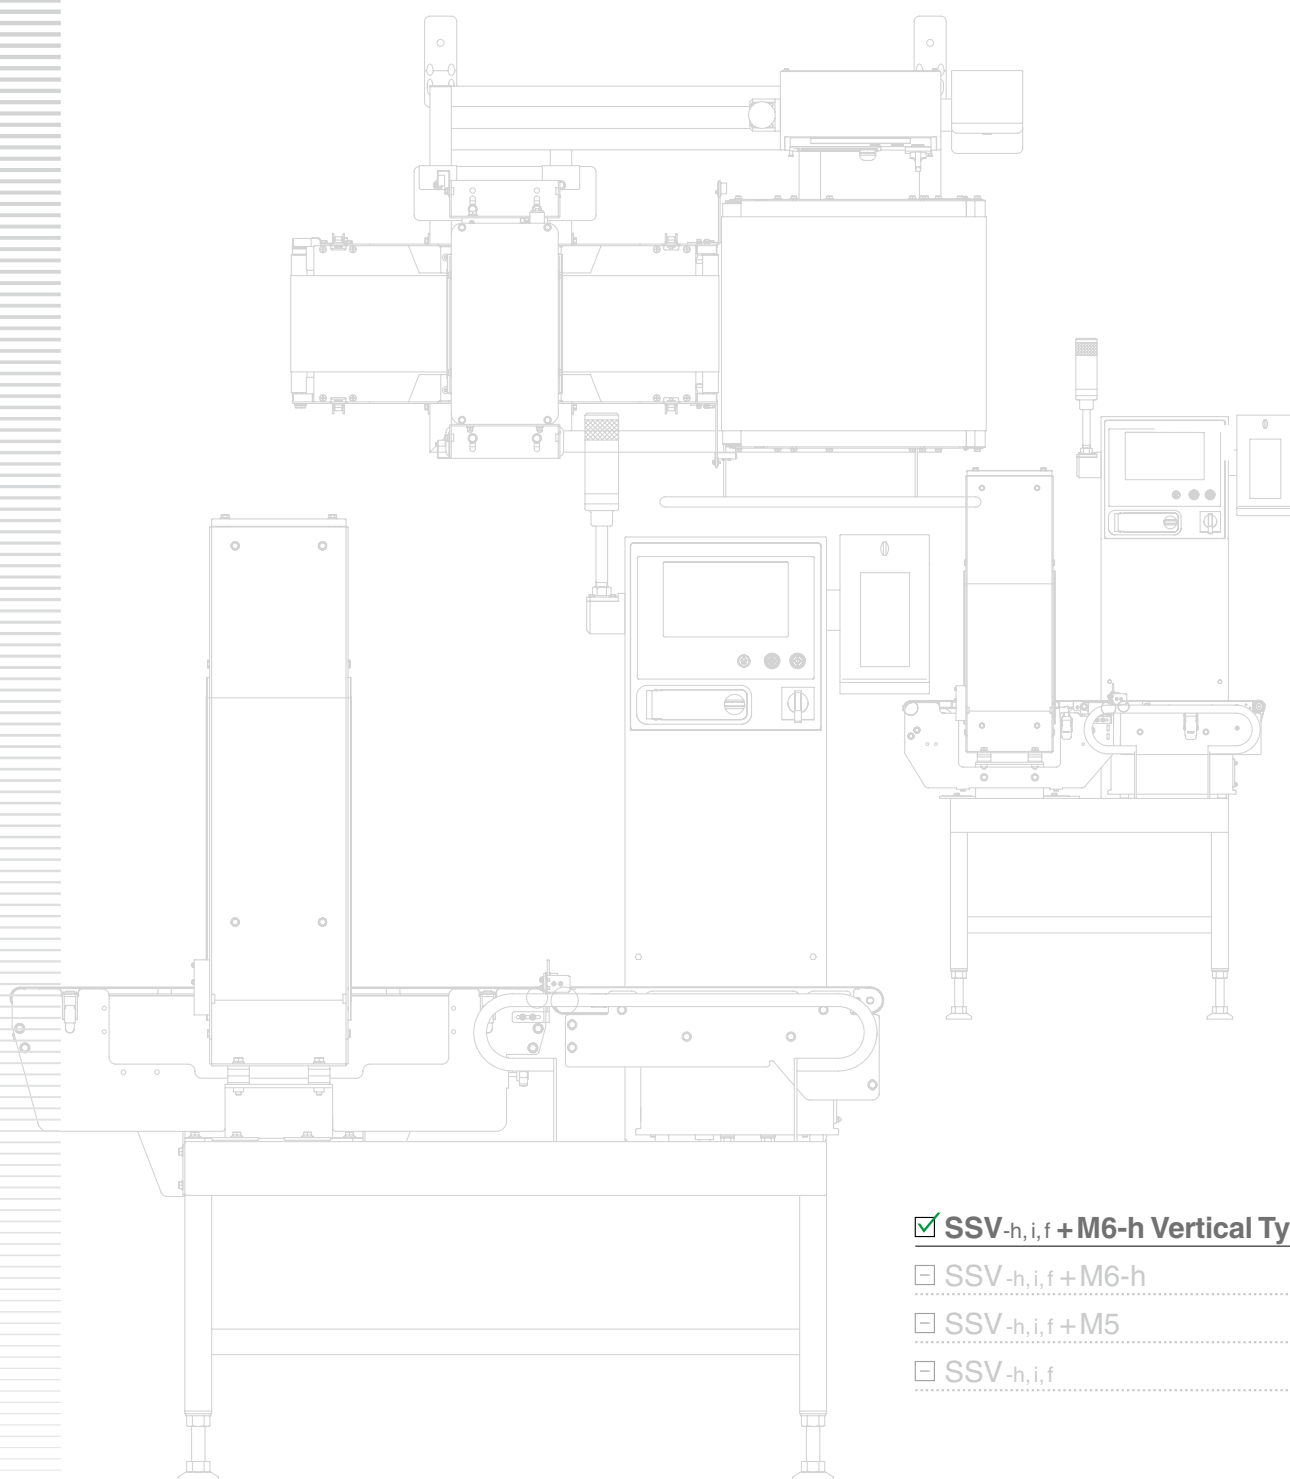 SSV-h, i, f + M6-h Vertical Ty
SSV -h, i, f + M6-h
SSV -h, i, f + M5
SSV -h, i, f